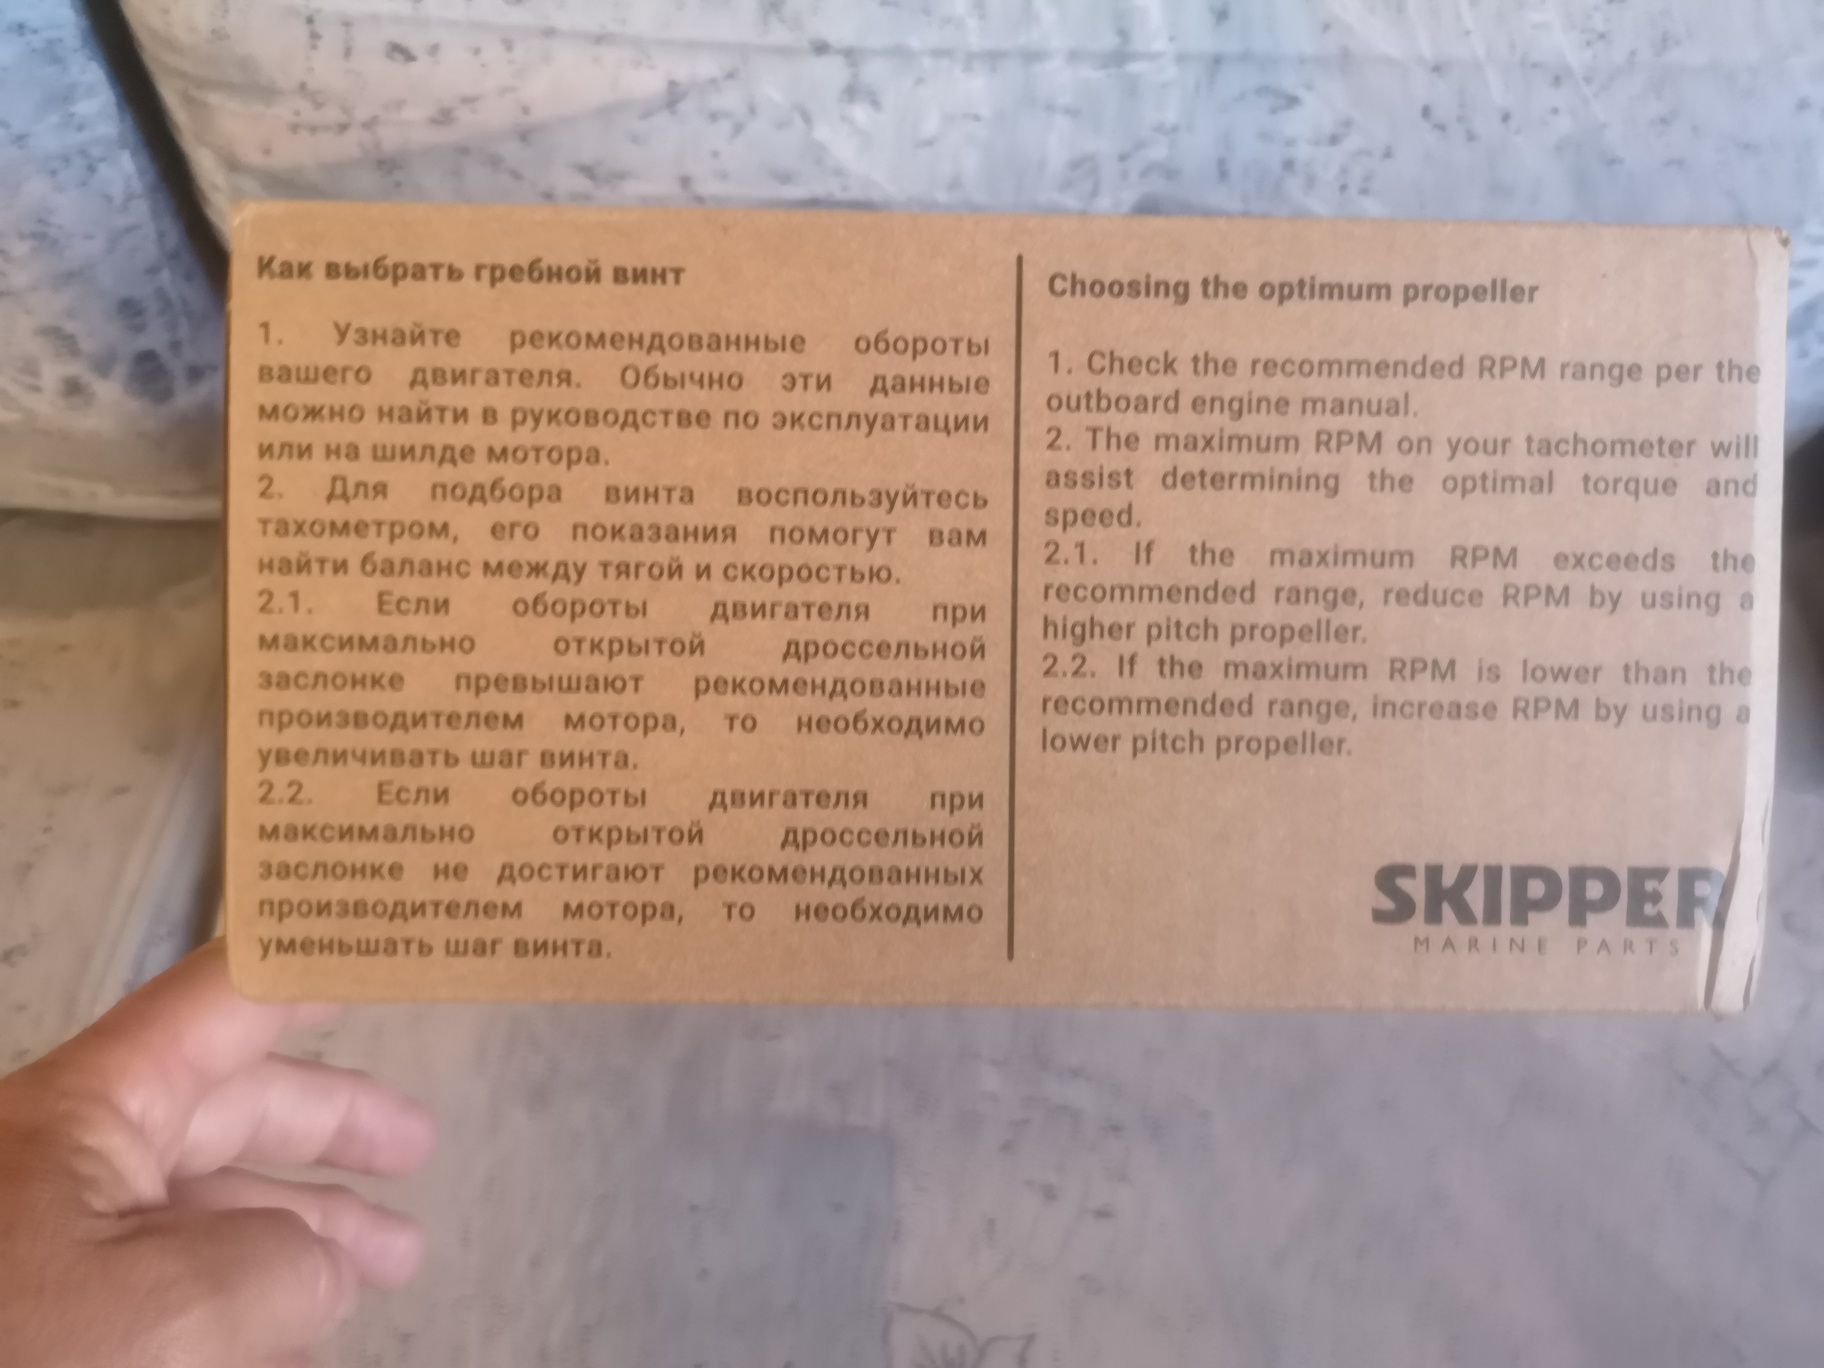 Как выбрать гребной винт
1. Узнайте рекомендованные обороты
вашего двигателя. Обычно эти данные
можно найти в руководстве по эксплуатации
или на шилде мотора.
2. Для подбора винта воспользуйтесь
тахометром, его показания помогут вам
найти баланс между тягой и скоростью.
2.1. Если обороты двигателя при
максимально открытой дроссельной
заслонке превышают рекомендованные
производителем мотора, то необходимо
увеличивать шаг винта.
2.2. Если обороты двигателя при
максимально открытой дроссельной
заслонке не достигают рекомендованных
производителем мотора, то необходимо
уменьшать шаг винта.
Choosing the optimum propeller
1. Check the recommended RPM range per the
outboard engine manual.
2. The maximum RPM on your tachometer will
assist determining the optimal torque and
speed.
2.1. If the maximum RPM exceeds the
recommended range, reduce RPM by using a
higher pitch propeller.
2.2. If the maximum RPM is lower than the
recommended range, increase RPM by using a
lower pitch propeller.
SKIPPER
MARINE PARTS